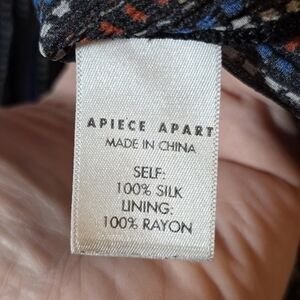 APIECE APART
MADE IN CHINA
SELF:
100% SILK
LINING:
100% RAYON